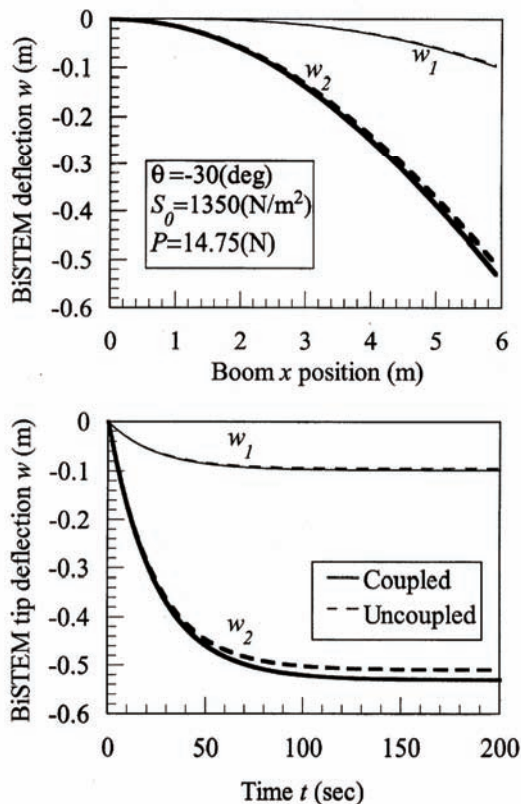 BiSTEM deflection w (m)
0
-0.1
-0.2
-0.3
-0.4
-0.5
-0.6
w₁
w₂
θ =-30(deg)
S₀=1350(N/m²)
P=14.75(N)
0 1 2 3 4 5 6
Boom x position (m)
BiSTEM tip deflection w (m)
0
-0.1
-0.2
-0.3
-0.4
-0.5
-0.6
w₁
w₂
Coupled
Uncoupled
0 50 100 150 200
Time t (sec)